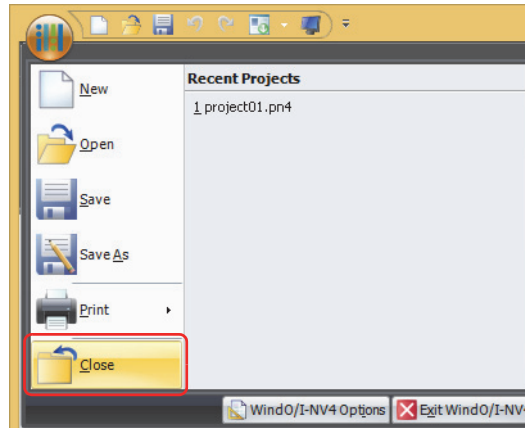 New
Open
Save
Save As
Print
Close
Recent Projects
1 project01.pn4
WindO/I-NV4 Options
Exit WindO/I-NV4